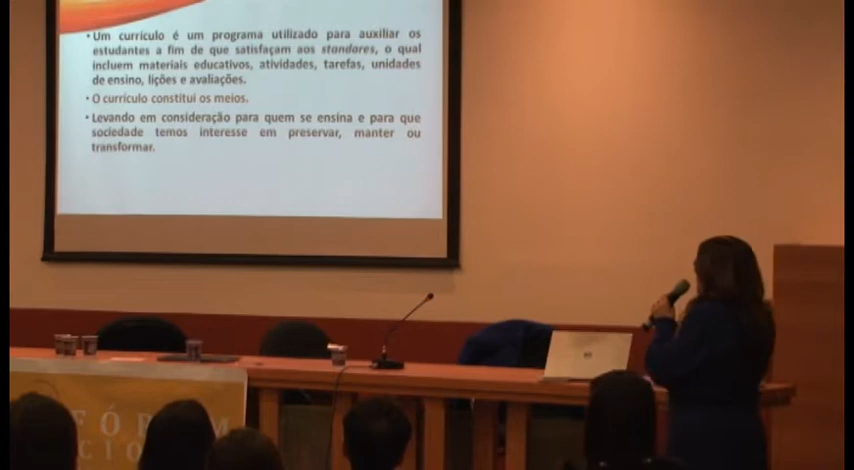 • Um currículo é um programa utilizado para auxiliar os
estudantes a fim de que satisfaçam aos standares, o qual
incluem materiais educativos, atividades, tarefas, unidades
de ensino, lições e avaliações.
• O currículo constitui os meios.
• Levando em consideração para quem se ensina e para que
sociedade temos interesse em preservar, manter ou
transformar.
FÓRUM
CIO